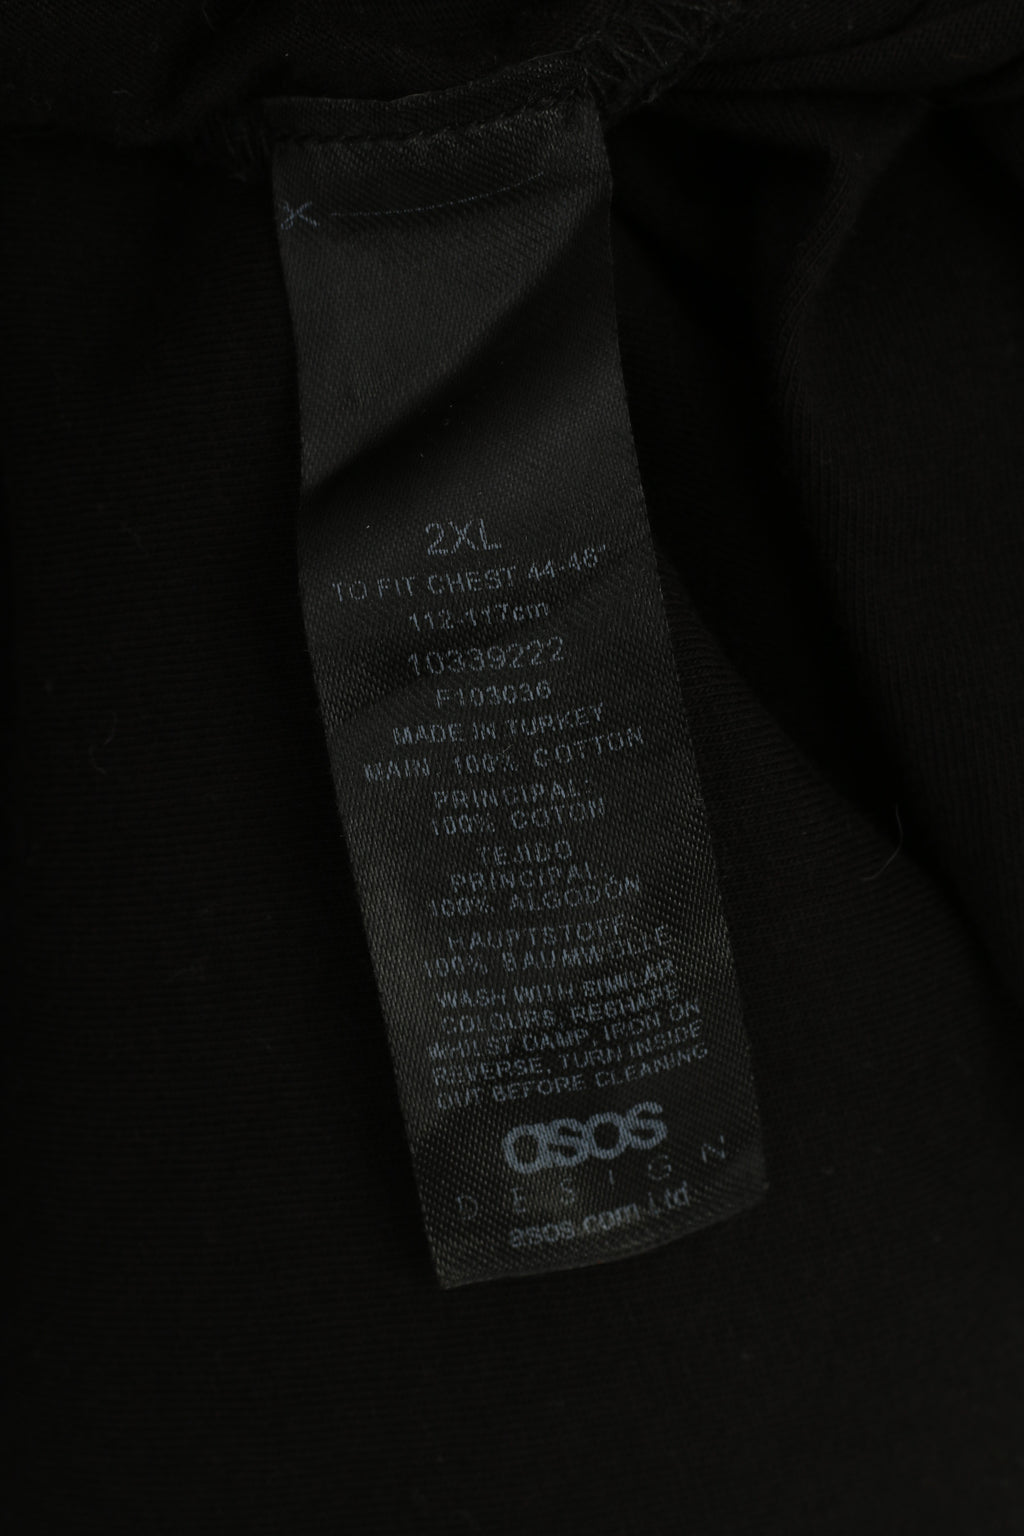 2XL
TO FIT CHEST 44-46"
112-117cm
10339222
F103036
MADE IN TURKEY
MAIN: 100% COTTON
PRINCIPAL:
100% COTON
TEJIDO
PRINCIPAL:
100% ALGODÓN
HAUPTSTOFF
100% BAUMWOLLE
WASH WITH SIMILAR
COLOURS, RESHAPE
WHILST DAMP, IRON ON
REVERSE, TURN INSIDE
OUT BEFORE CLEANING
asos
DESIGN
asos.com Ltd